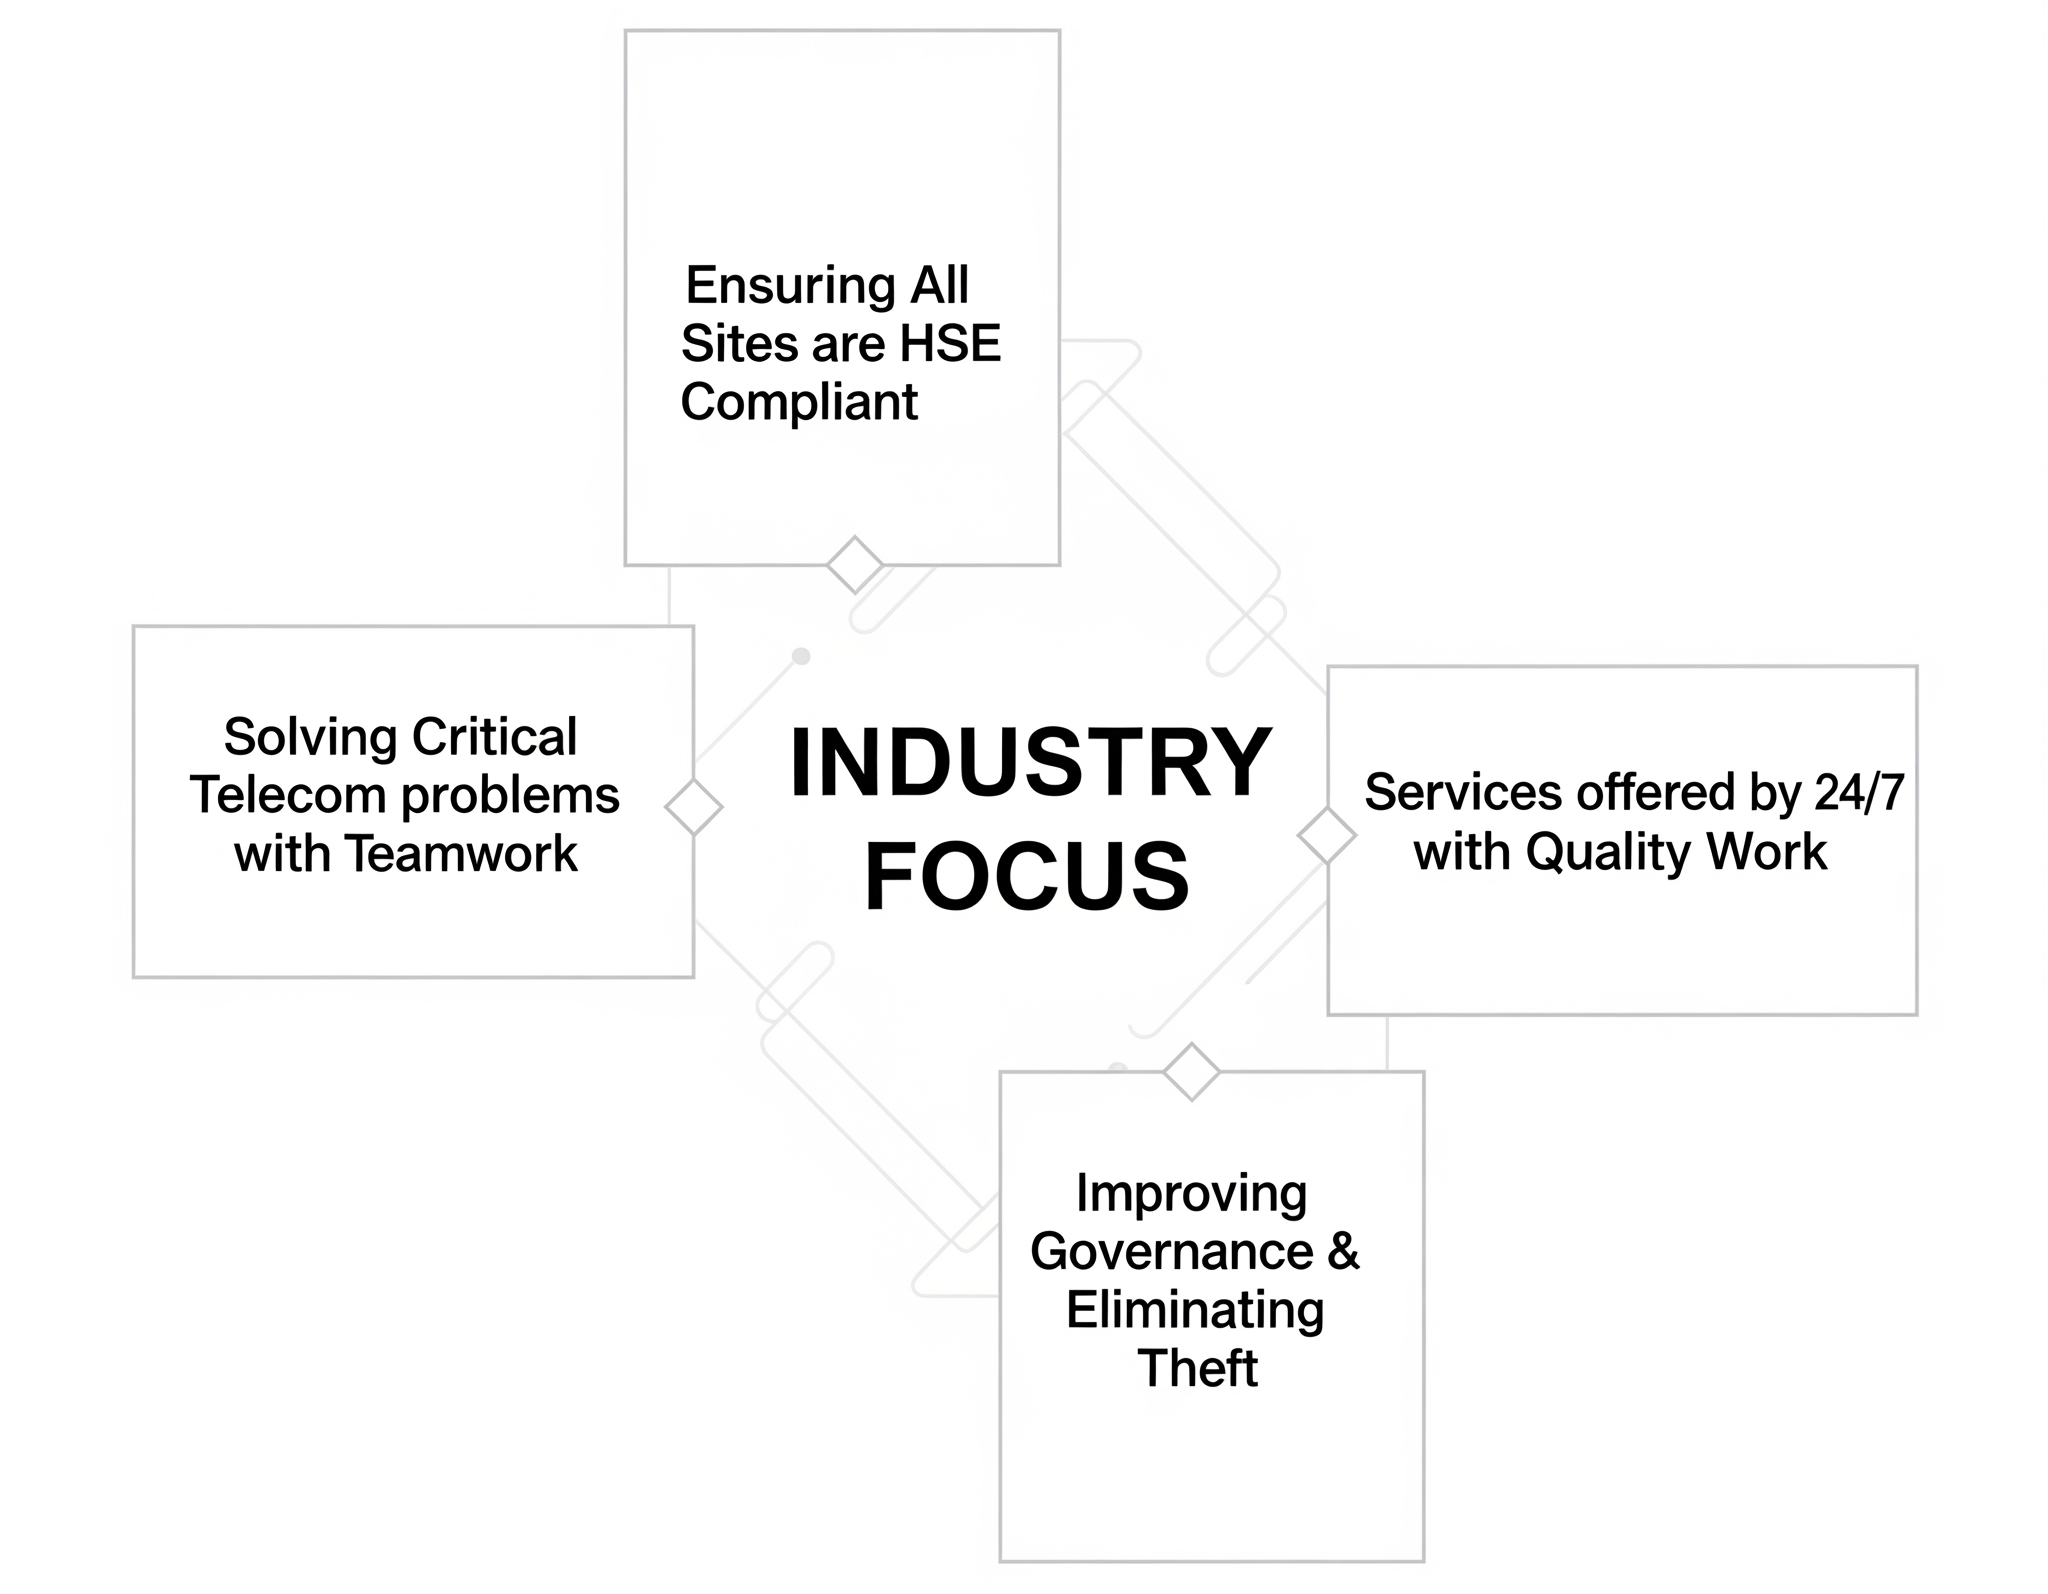 Ensuring All
Sites are HSE
Compliant
Solving Critical
Telecom problems
with Teamwork
INDUSTRY
FOCUS
Services offered by 24/7
with Quality Work
Improving
Governance &
Eliminating
Theft